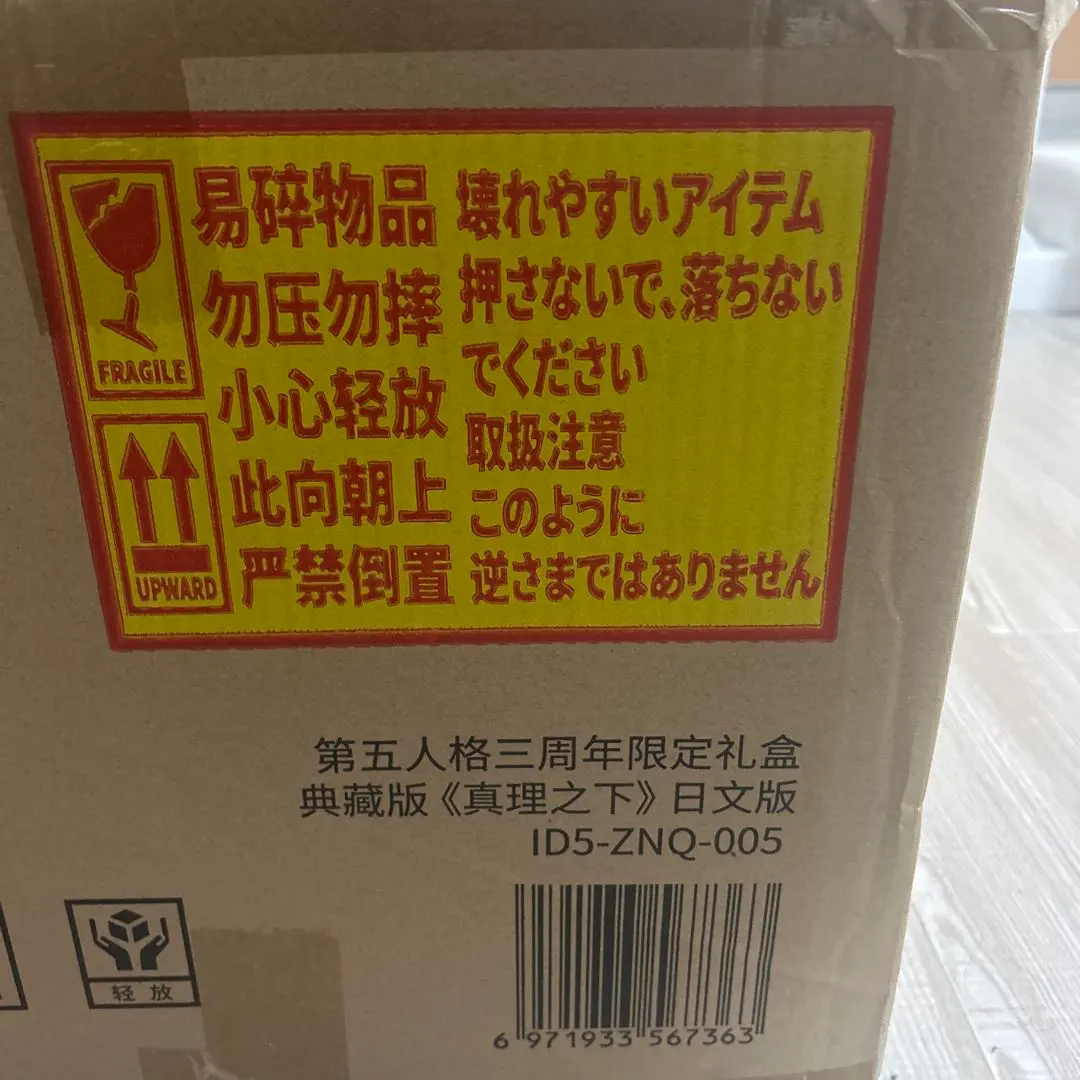 FRAGILE
UPWARD
易碎物品
勿压勿摔
小心轻放
此向朝上
严禁倒置
壊れやすいアイテム
押さないで、落ちない
でください
取扱注意
このように
逆さまではありません
第五人格三周年限定礼盒
典藏版《真理之下》日文版
ID5-ZNQ-005
轻放
6 971933 567363